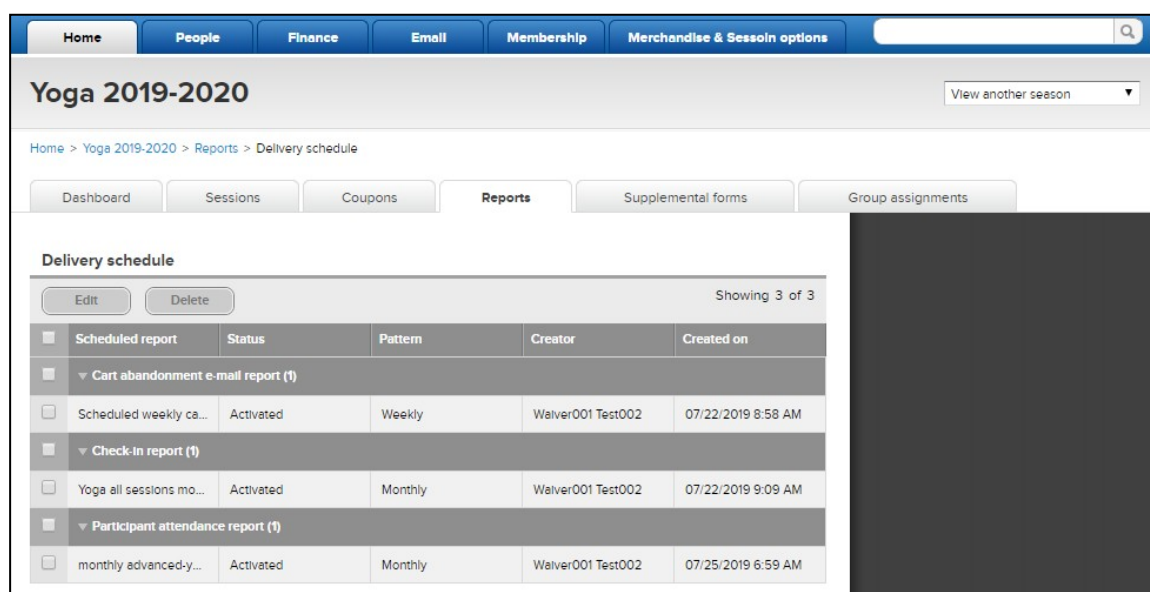 Home People Finance Email Membership Merchandise & Sessoin options
Yoga 2019-2020
View another season
Home > Yoga 2019-2020 > Reports > Delivery schedule
Dashboard Sessions Coupons Reports Supplemental forms Group assignments
Delivery schedule
Edit Delete Showing 3 of 3
Scheduled report Status Pattern Creator Created on
Cart abandonment e-mail report (1)
Scheduled weekly ca... Activated Weekly Waiver001 Test002 07/22/2019 8:58 AM
Check-in report (1)
Yoga all sessions mo... Activated Monthly Waiver001 Test002 07/22/2019 9:09 AM
Participant attendance report (1)
monthly advanced-y... Activated Monthly Waiver001 Test002 07/25/2019 6:59 AM